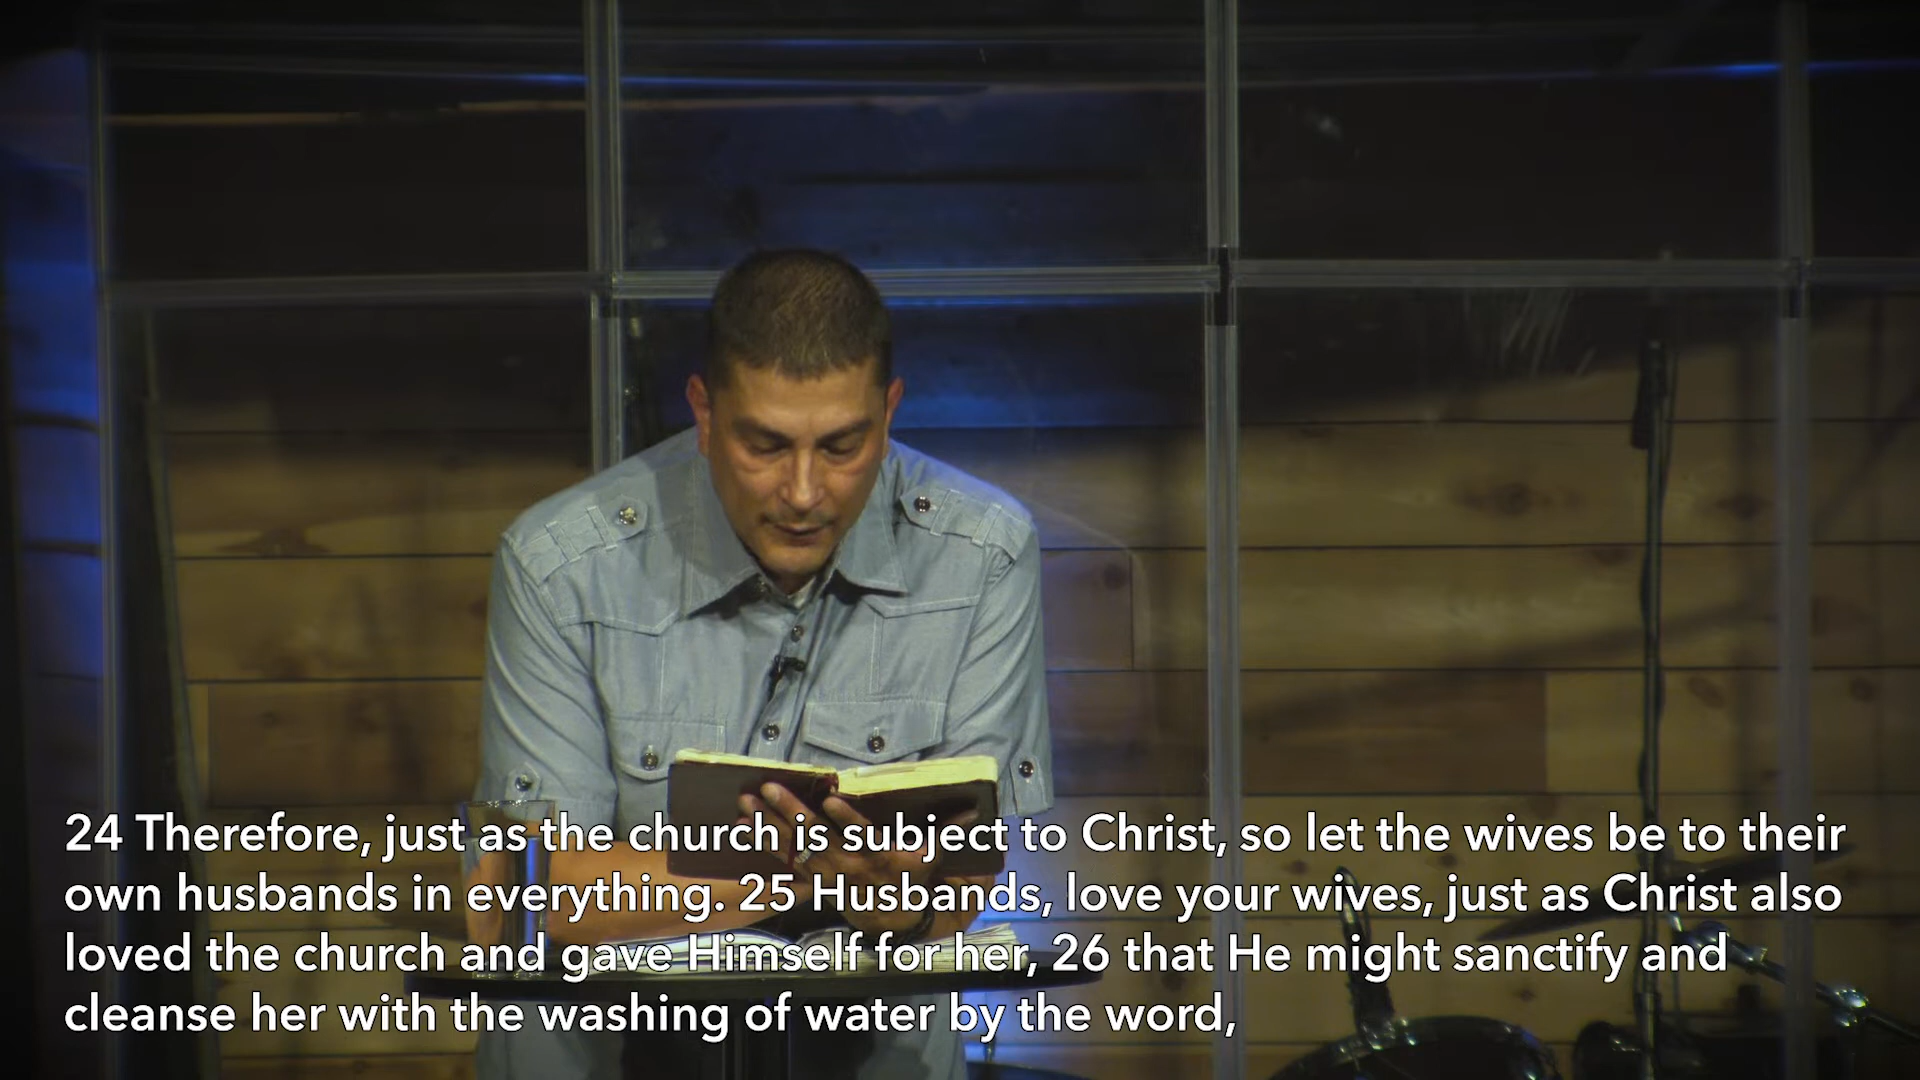 24 Therefore, just as the church is subject to Christ, so let the wives be to their
own husbands in everything. 25 Husbands, love your wives, just as Christ also
loved the church and gave Himself for her, 26 that He might sanctify and
cleanse her with the washing of water by the word,